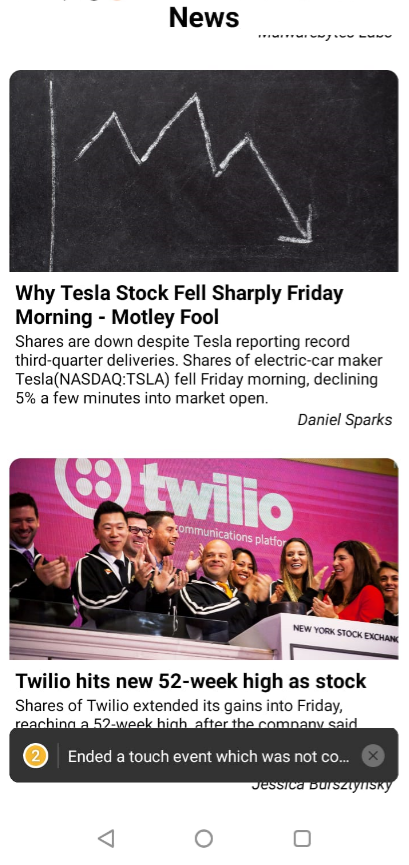 News
Malwarebytes Labs
Why Tesla Stock Fell Sharply Friday
Morning - Motley Fool
Shares are down despite Tesla reporting record
third-quarter deliveries. Shares of electric-car maker
Tesla(NASDAQ:TSLA) fell Friday morning, declining
5% a few minutes into market open.
Daniel Sparks
twilio
communications platfor
NEW YORK STOCK EXCHANG
Twilio hits new 52-week high as stock
Shares of Twilio extended its gains into Friday,
reaching a 52-week high, after the company said
2 Ended a touch event which was not co...
Jessica Bursztynsky